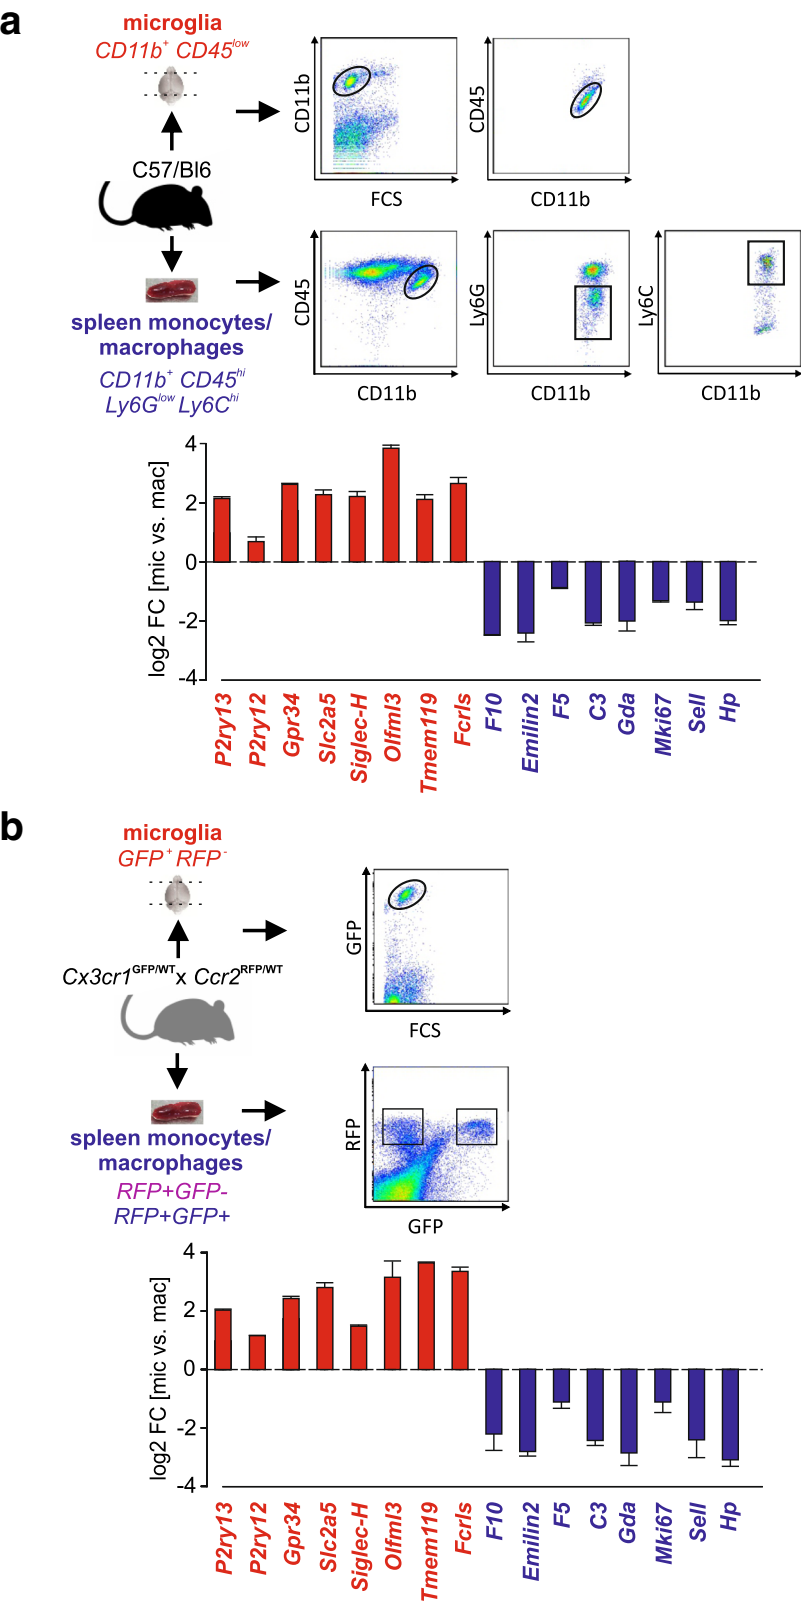 a
microglia
CD11b+ CD45low
C57/Bl6
CD11b
FCS
CD45
CD11b
spleen monocytes/
macrophages
CD11b+ CD45hi
Ly6Glow Ly6Chi
CD45
CD11b
Ly6G
CD11b
Ly6C
CD11b
log2 FC [mic vs. mac]
4
2
0
-2
-4
P2ry13
P2ry12
Gpr34
Slc2a5
Siglec-H
Olfml3
Tmem119
Fcrls
F10
Emilin2
F5
C3
Gda
Mki67
Sell
Hp
b
microglia
GFP+ RFP-
Cx3cr1GFP/WT x Ccr2RFP/WT
GFP
FCS
spleen monocytes/
macrophages
RFP+GFP-
RFP+GFP+
RFP
GFP
log2 FC [mic vs. mac]
4
2
0
-2
-4
P2ry13
P2ry12
Gpr34
Slc2a5
Siglec-H
Olfml3
Tmem119
Fcrls
F10
Emilin2
F5
C3
Gda
Mki67
Sell
Hp